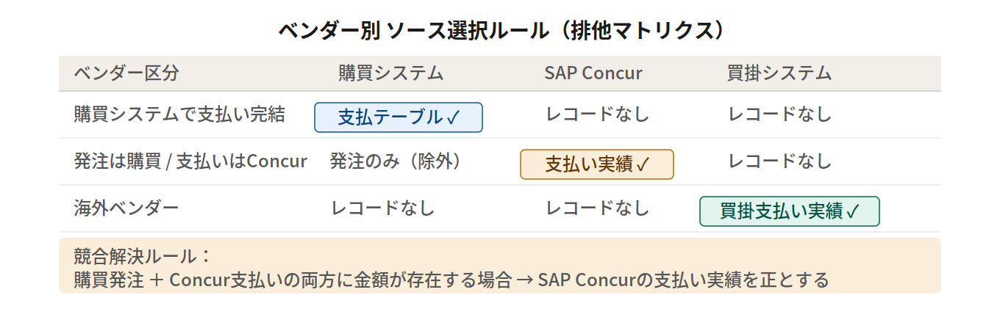 ベンダー別 ソース選択ルール（排他マトリクス）
ベンダー区分 購買システム SAP Concur 買掛システム
購買システムで支払い完結 支払テーブル ✓ レコードなし レコードなし
発注は購買 / 支払いはConcur 発注のみ（除外） 支払い実績 ✓ レコードなし
海外ベンダー レコードなし レコードなし 買掛支払い実績 ✓
競合解決ルール：
購買発注 ＋ Concur支払いの両方に金額が存在する場合 → SAP Concurの支払い実績を正とする